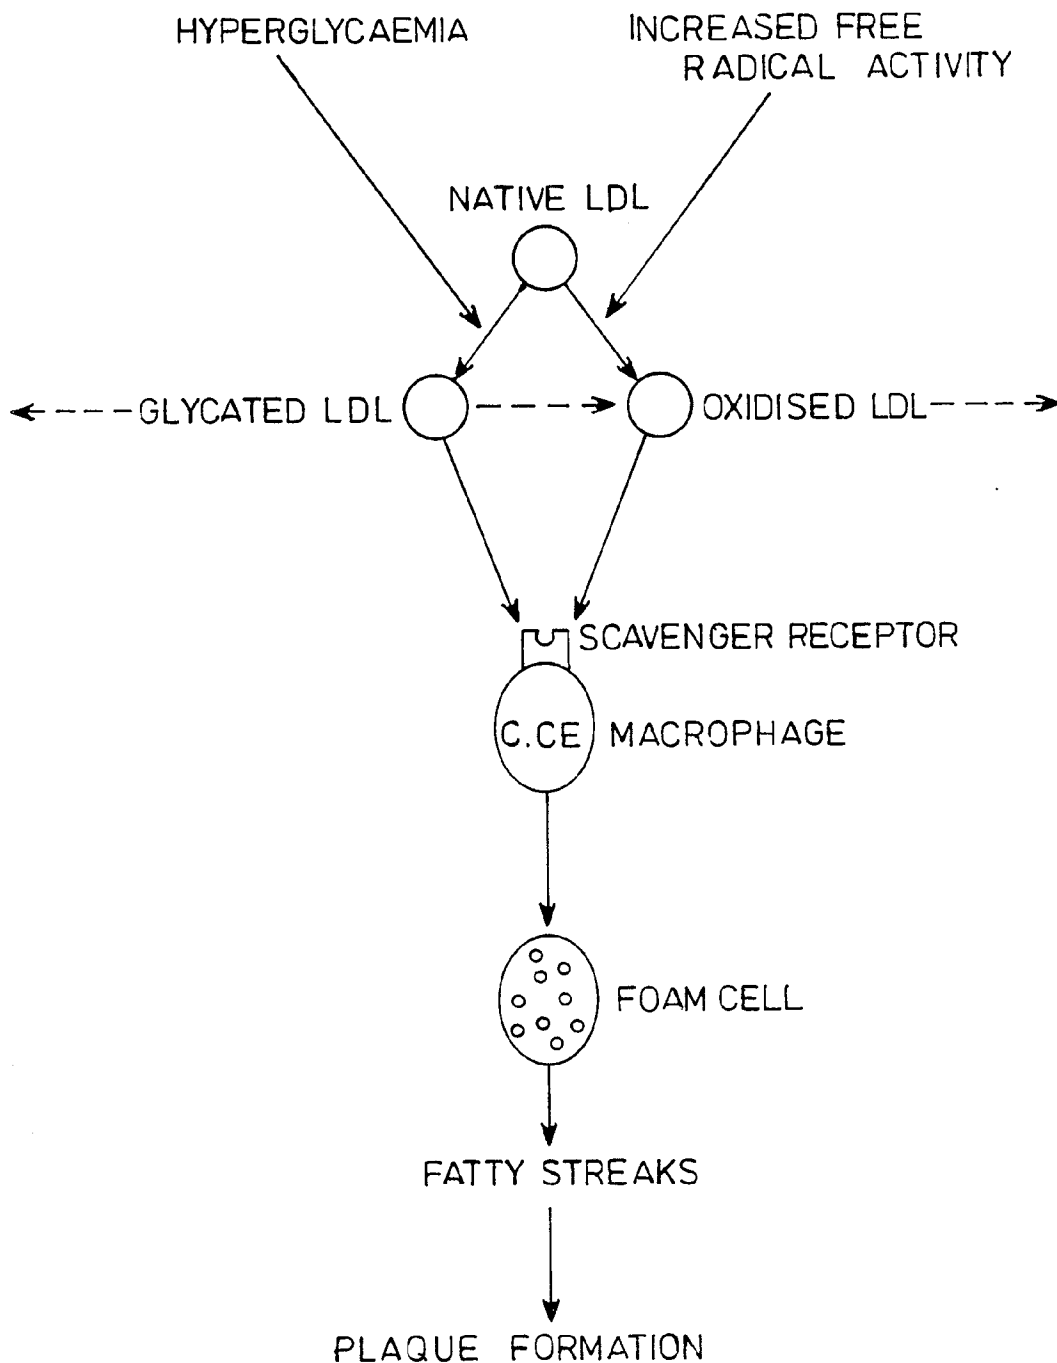 HYPERGLYCAEMIA
INCREASED FREE
RADICAL ACTIVITY
NATIVE LDL
GLYCATED LDL
OXIDISED LDL
SCAVENGER RECEPTOR
C.CE
MACROPHAGE
FOAM CELL
FATTY STREAKS
PLAQUE FORMATION